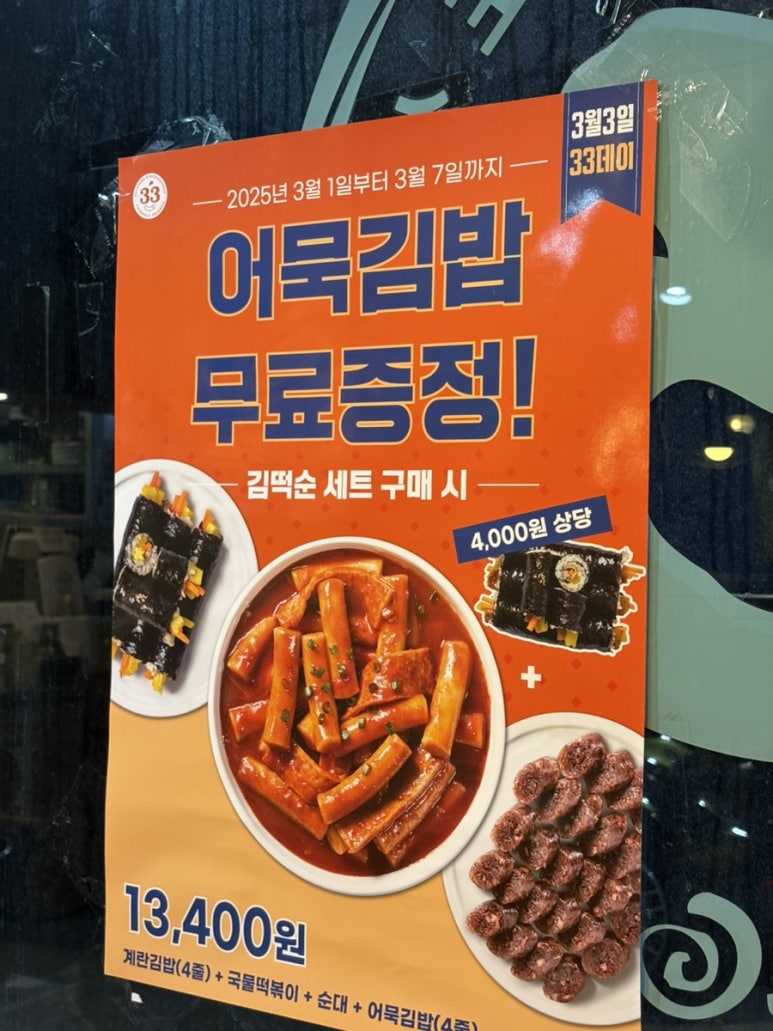 33
3월3일
33데이
2025년 3월 1일부터 3월 7일까지
어묵김밥
무료증정!
김떡순 세트 구매 시
4,000원 상당
+
13,400원
계란김밥(4줄) + 국물떡볶이 + 순대 + 어묵김밥(4줄)